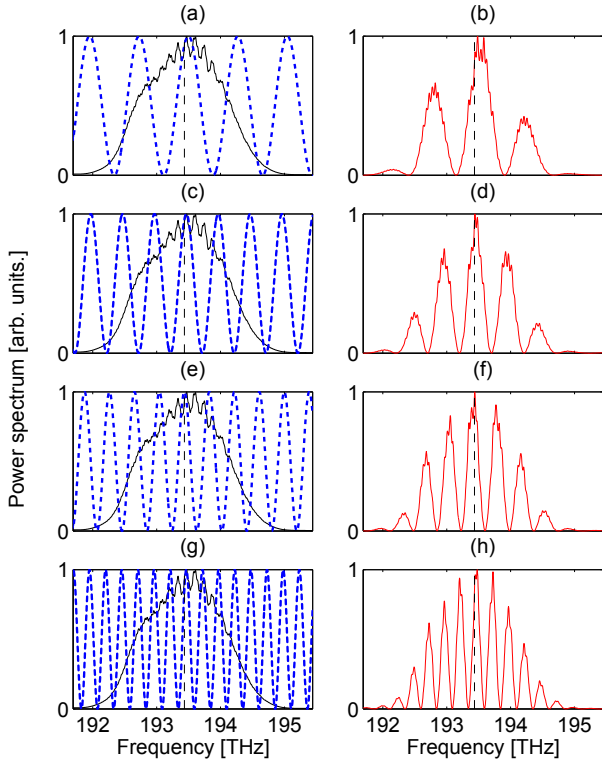 (a) (b)
1 1
0 0
(c) (d)
1 1
0 0
(e) (f)
1 1
0 0
(g) (h)
1 1
0 0
192 193 194 195 192 193 194 195
Frequency [THz] Frequency [THz]
Power spectrum [arb. units.]